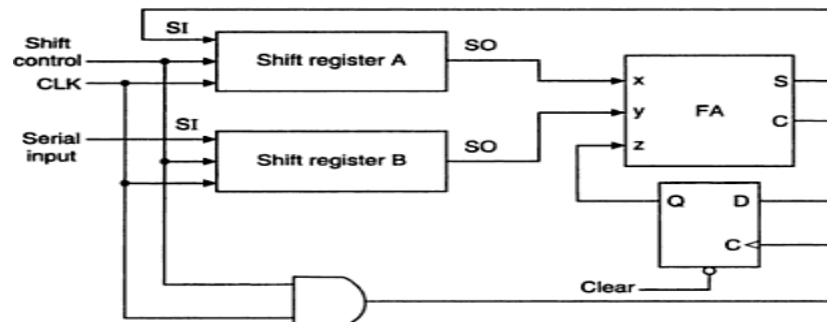 SI
Shift
control
CLK
Shift register A
SO
x
y
z
FA
S
C
Serial
input
SI
Shift register B
SO
Q
D
C
Clear